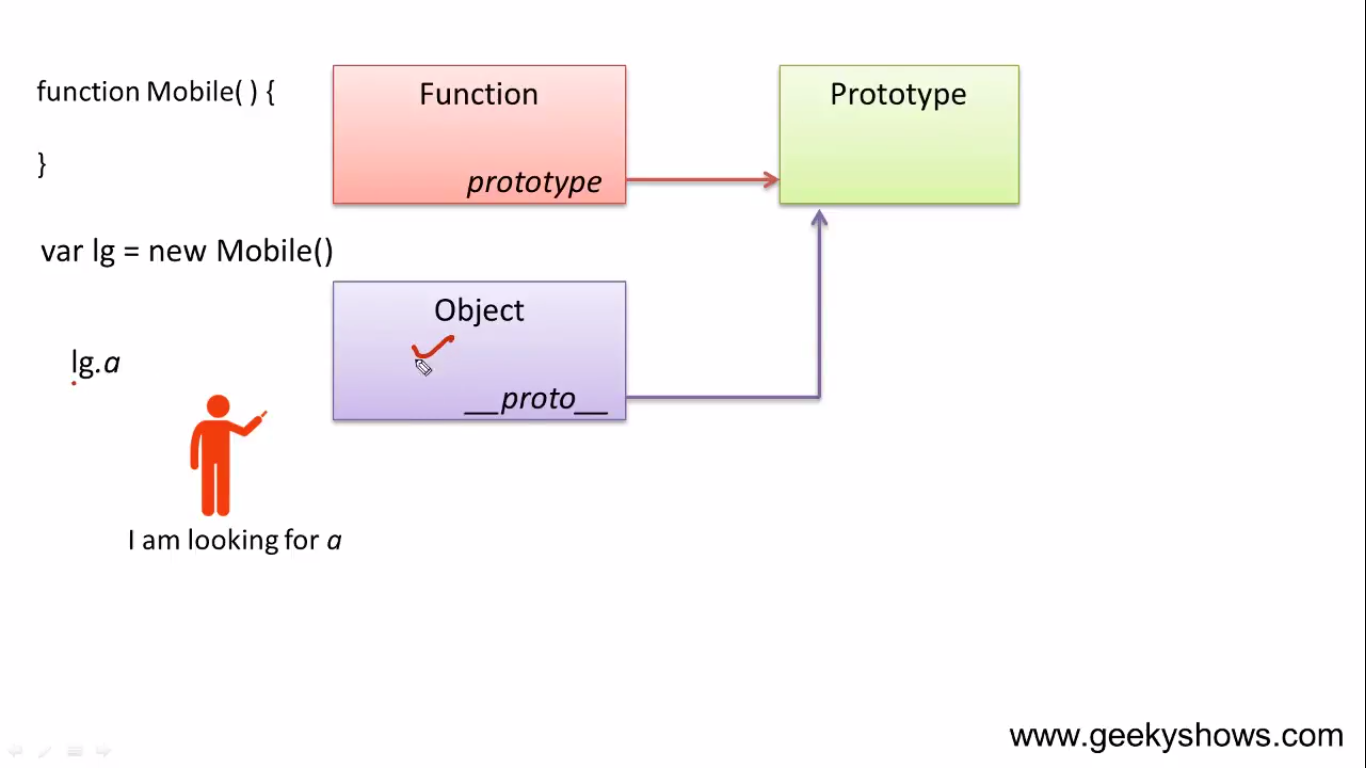 function Mobile( ) {
}
Function
prototype
Prototype
var lg = new Mobile()
Object
__proto__
lg.a
I am looking for a
www.geekyshows.com